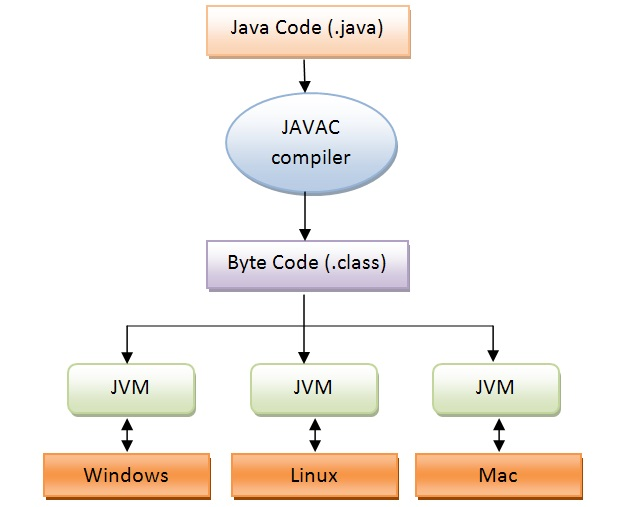 Java Code (.java)
JAVAC
compiler
Byte Code (.class)
JVM
JVM
JVM
Windows
Linux
Mac